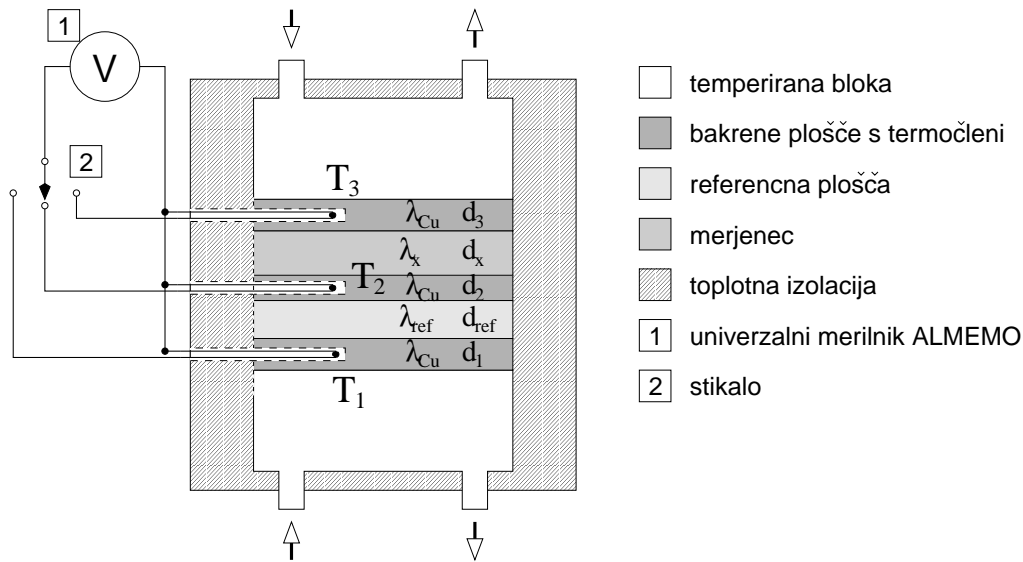 1
V
2
T3
λCu d3
λx dx
T2
λCu d2
λref dref
λCu d1
T1
temperirana bloka
bakrene plošče s termočleni
referencna plošča
merjenec
toplotna izolacija
1 univerzalni merilnik ALMEMO
2 stikalo